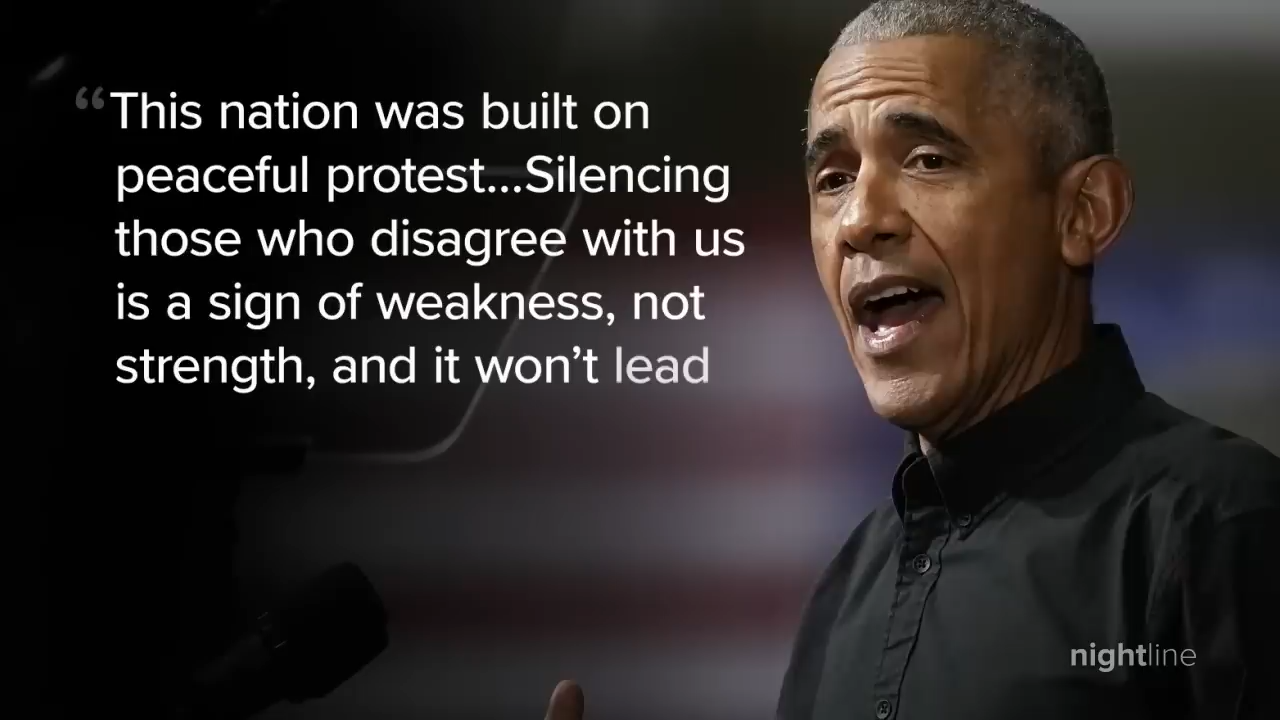 “This nation was built on
peaceful protest...Silencing
those who disagree with us
is a sign of weakness, not
strength, and it won’t lead
nightline